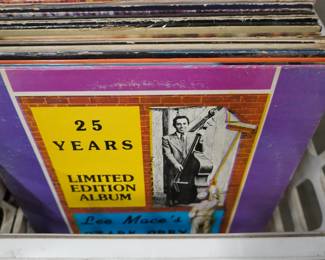 25
YEARS
LIMITED
EDITION
ALBUM
Lee Mace's